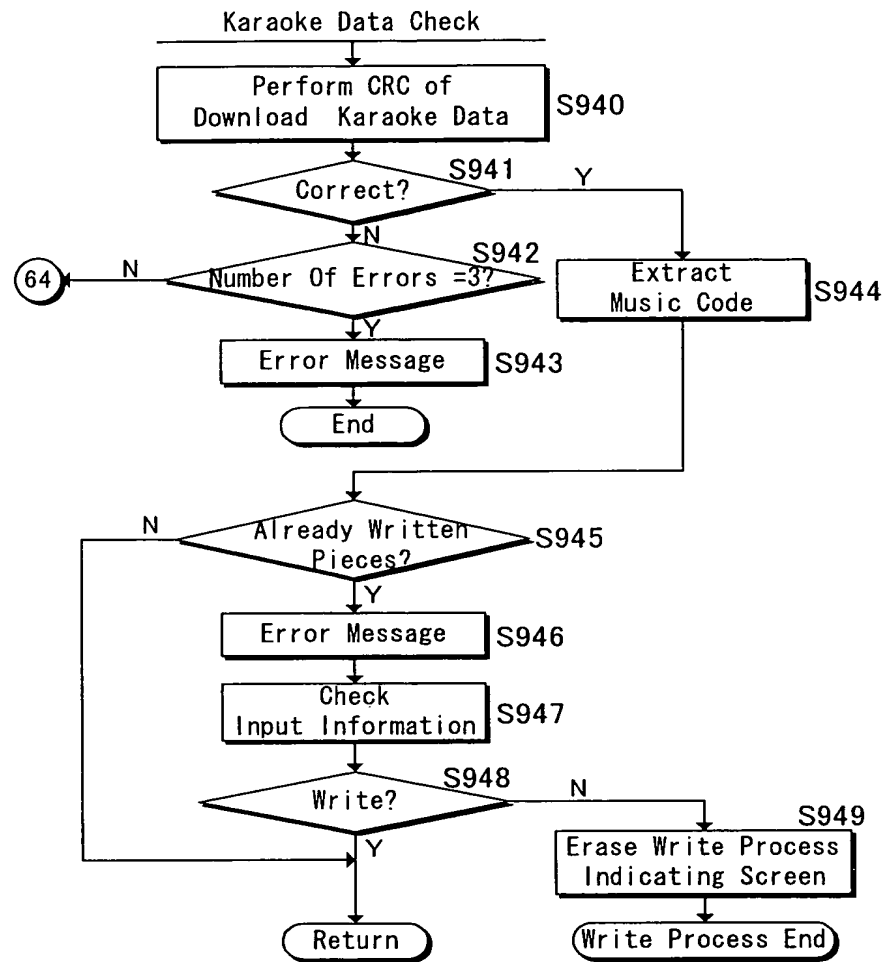 Karaoke Data Check
Perform CRC of
Download Karaoke Data
S940
S941
Correct?
Y
N
S942
Number Of Errors =3?
N
64
Y
Extract
Music Code
S944
Error Message
S943
End
Already Written
Pieces?
S945
N
Y
Error Message
S946
Check
Input Information
S947
S948
Write?
N
Y
S949
Erase Write Process
Indicating Screen
Return
Write Process End